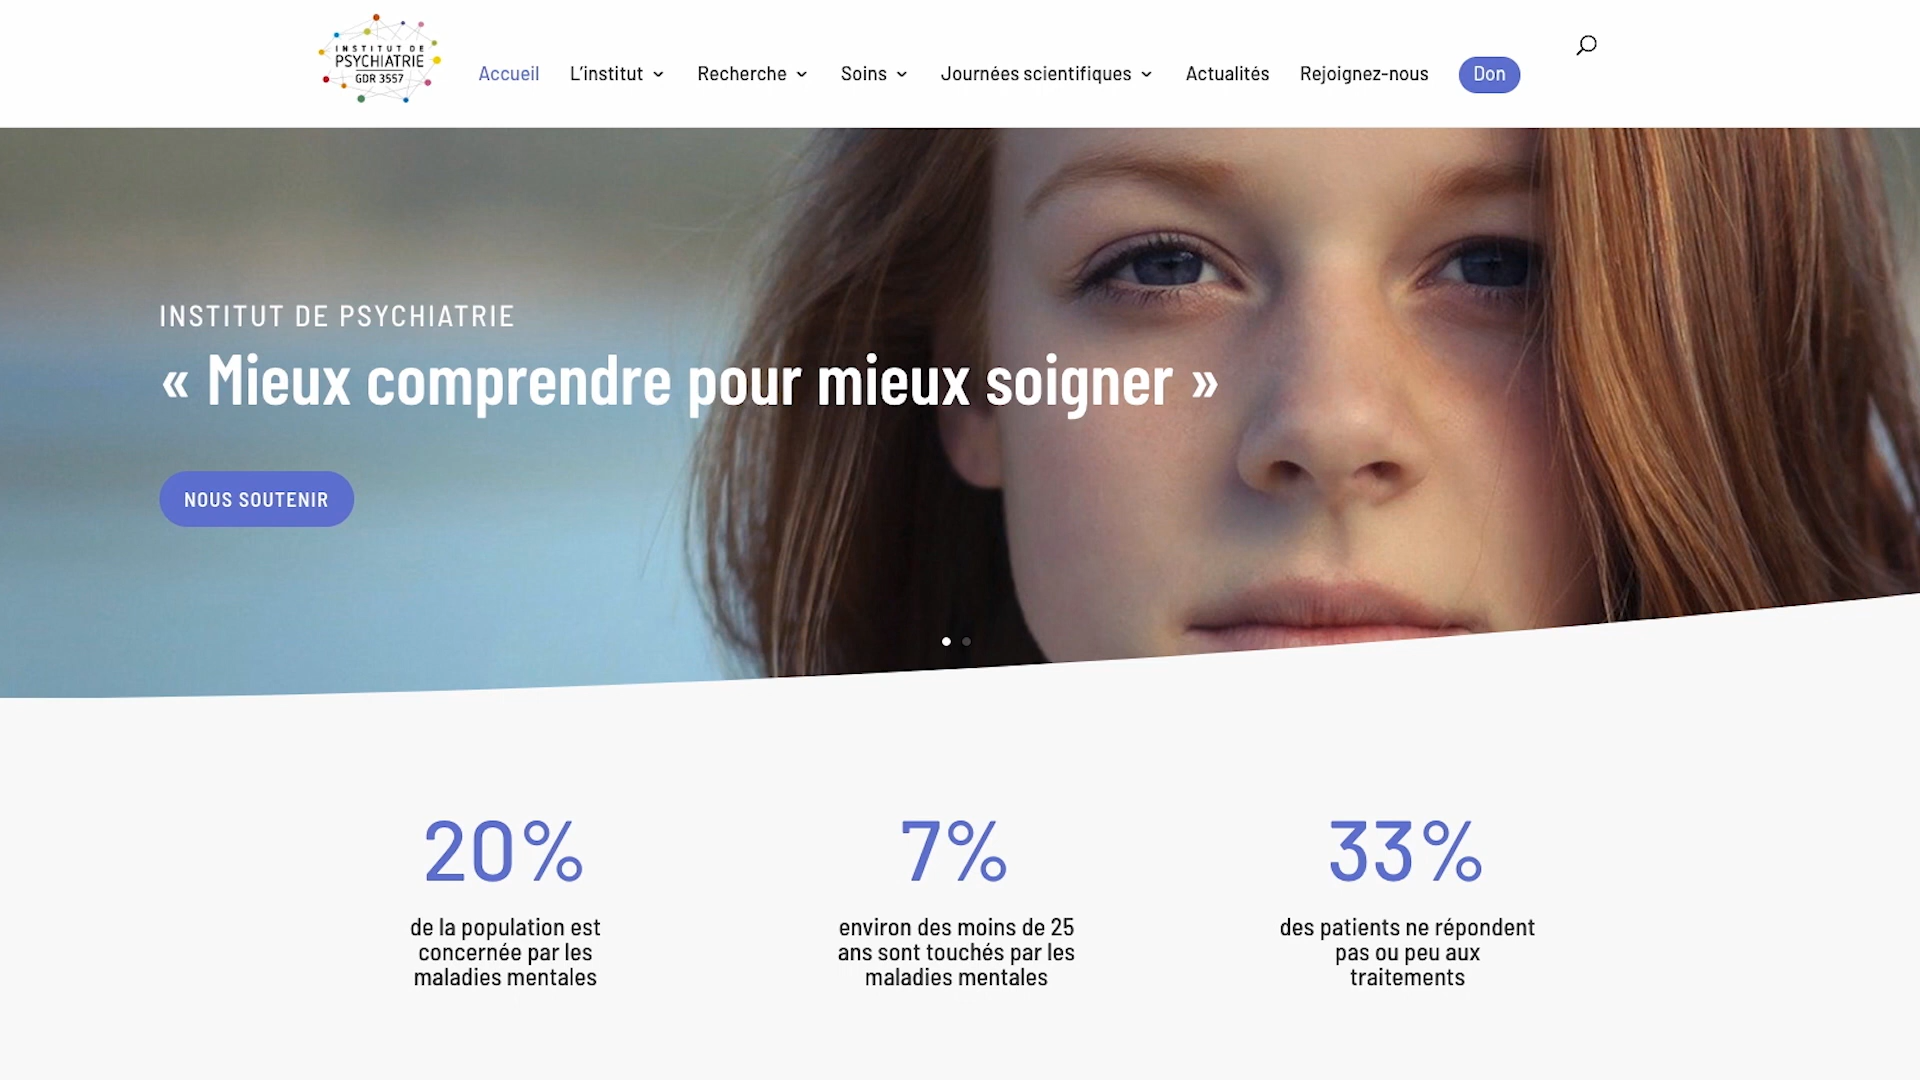 INSTITUT DE
PSYCHIATRIE
GDR 3557
Accueil
L’institut
Recherche
Soins
Journées scientifiques
Actualités
Rejoignez-nous
Don
INSTITUT DE PSYCHIATRIE
« Mieux comprendre pour mieux soigner »
NOUS SOUTENIR
20%
de la population est
concernée par les
maladies mentales
7%
environ des moins de 25
ans sont touchés par les
maladies mentales
33%
des patients ne répondent
pas ou peu aux
traitements